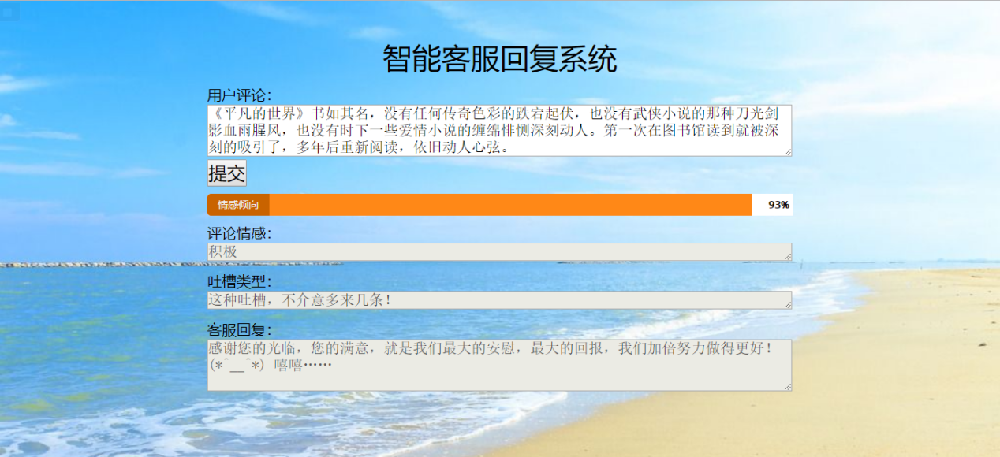 智能客服回复系统
用户评论：
《平凡的世界》书如其名，没有任何传奇色彩的跌宕起伏，也没有武侠小说的那种刀光剑
影血雨腥风，也没有时下一些爱情小说的缠绵悱恻深刻动人。第一次在图书馆读到就被深
刻的吸引了，多年后重新阅读，依旧动人心弦。
提交
情感倾向 93%
评论情感：
积极
吐槽类型：
这种吐槽，不介意多来几条！
客服回复：
感谢您的光临，您的满意，就是我们最大的安慰，最大的回报，我们加倍努力做得更好！
(*^__^*) 嘻嘻……